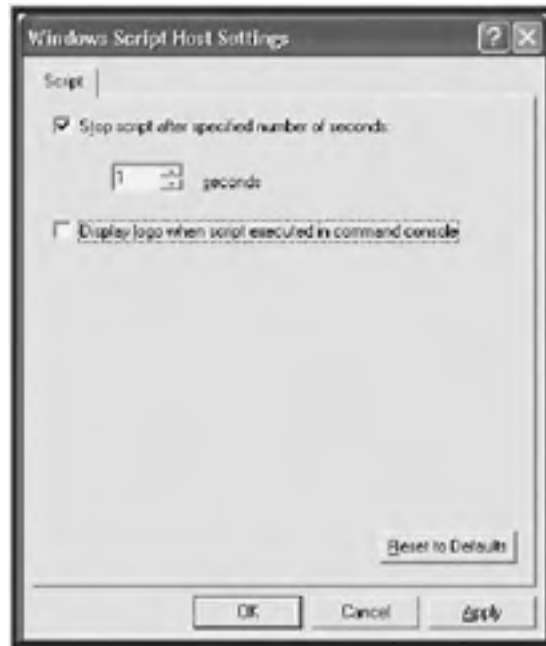 Windows Script Host Settings
Script
Stop script after specified number of seconds:
1 seconds
Display logo when script executed in command console
Reset to Defaults
OK Cancel Apply